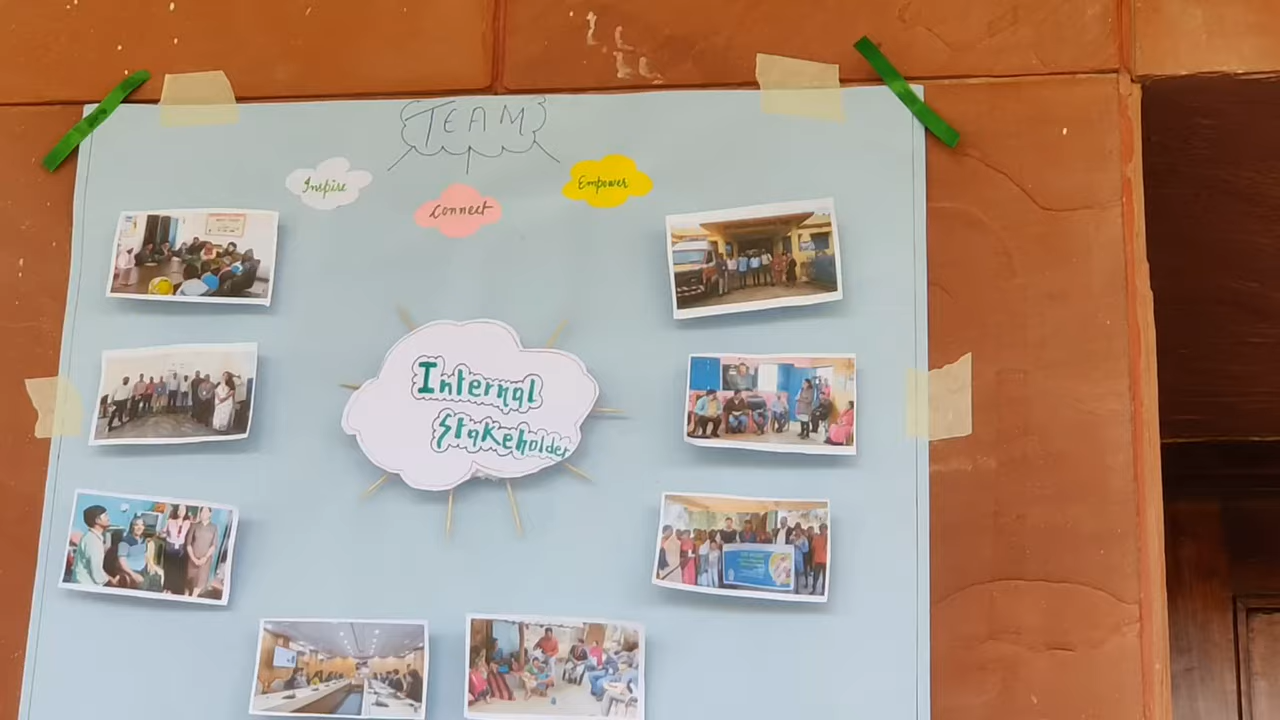 TEAM
Inspire
Connect
Empower
Internal
Stakeholder